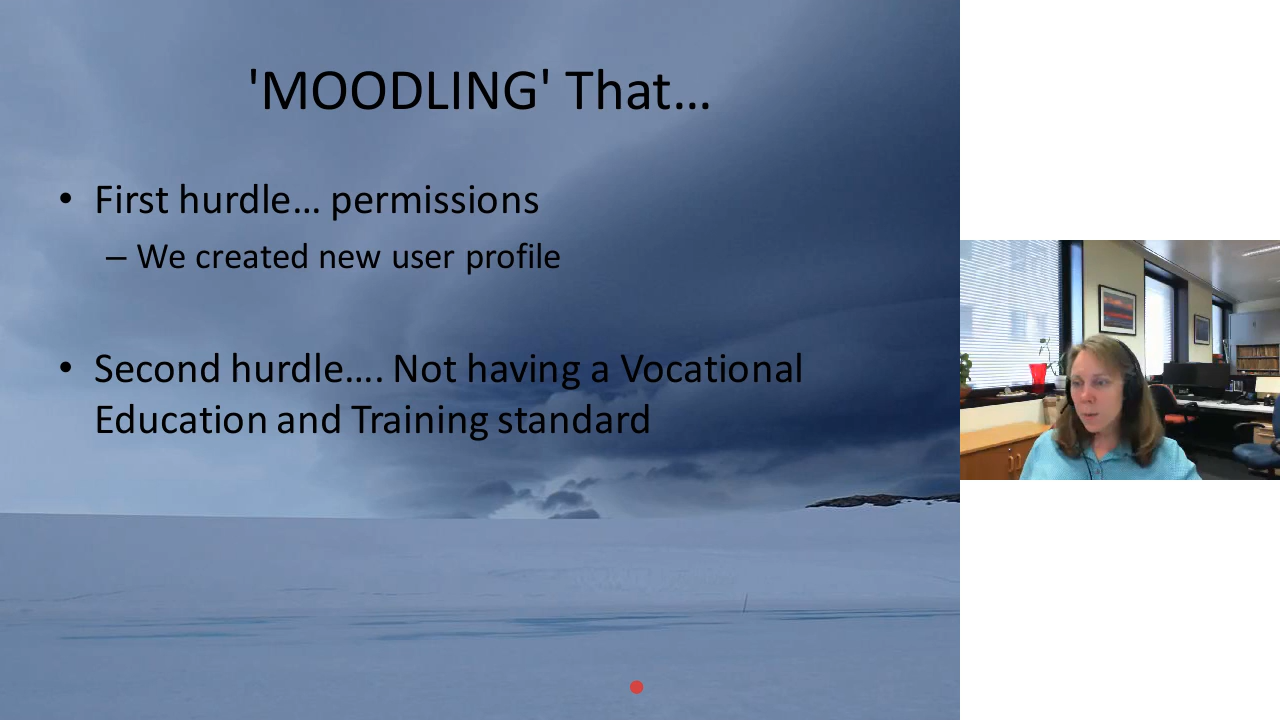 'MOODLING' That…
• First hurdle… permissions
– We created new user profile
• Second hurdle…. Not having a Vocational
Education and Training standard